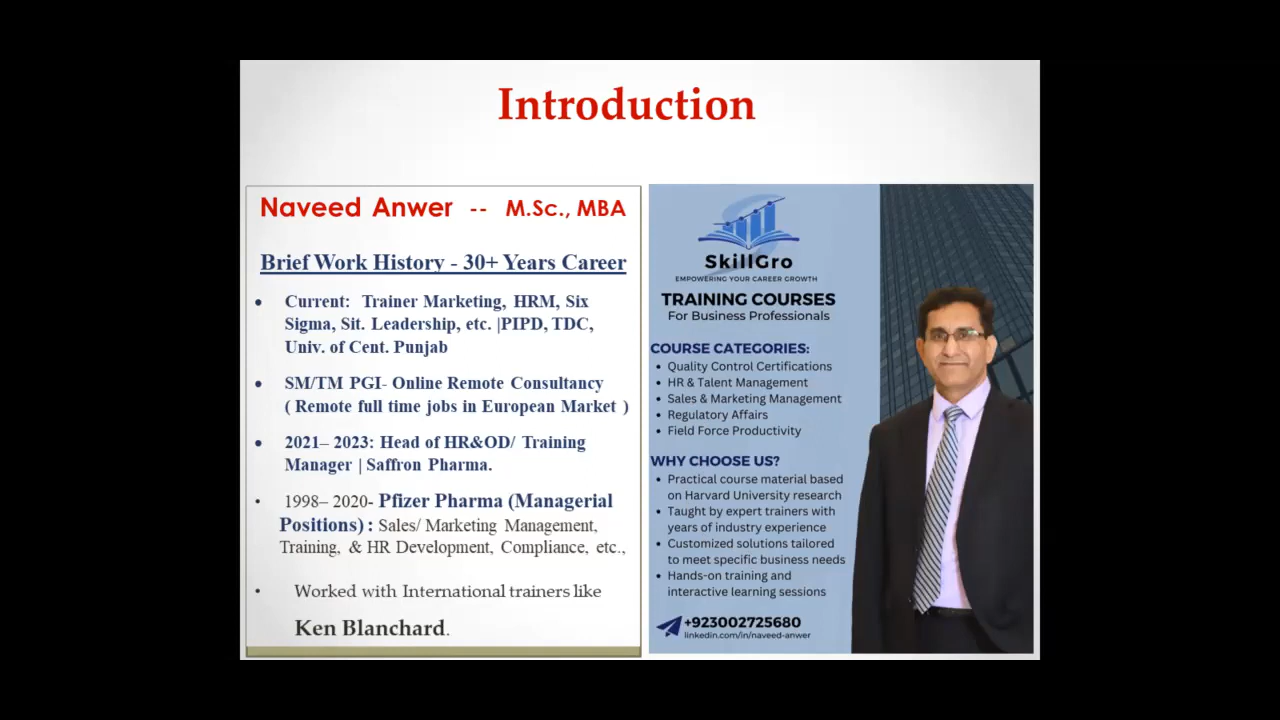 Introduction
Naveed Anwer -- M.Sc., MBA
Brief Work History - 30+ Years Career
• Current: Trainer Marketing, HRM, Six
Sigma, Sit. Leadership, etc. |PIPD, TDC,
Univ. of Cent. Punjab
• SM/TM PGI- Online Remote Consultancy
( Remote full time jobs in European Market )
• 2021– 2023: Head of HR&OD/ Training
Manager | Saffron Pharma.
• 1998– 2020- Pfizer Pharma (Managerial
Positions) : Sales/ Marketing Management,
Training, & HR Development, Compliance, etc.,
• Worked with International trainers like
Ken Blanchard.
SkillGro
EMPOWERING YOUR CAREER GROWTH
TRAINING COURSES
For Business Professionals
COURSE CATEGORIES:
• Quality Control Certifications
• HR & Talent Management
• Sales & Marketing Management
• Regulatory Affairs
• Field Force Productivity
WHY CHOOSE US?
• Practical course material based
on Harvard University research
• Taught by expert trainers with
years of industry experience
• Customized solutions tailored
to meet specific business needs
• Hands-on training and
interactive learning sessions
+923002725680
linkedin.com/in/naveed-anwer